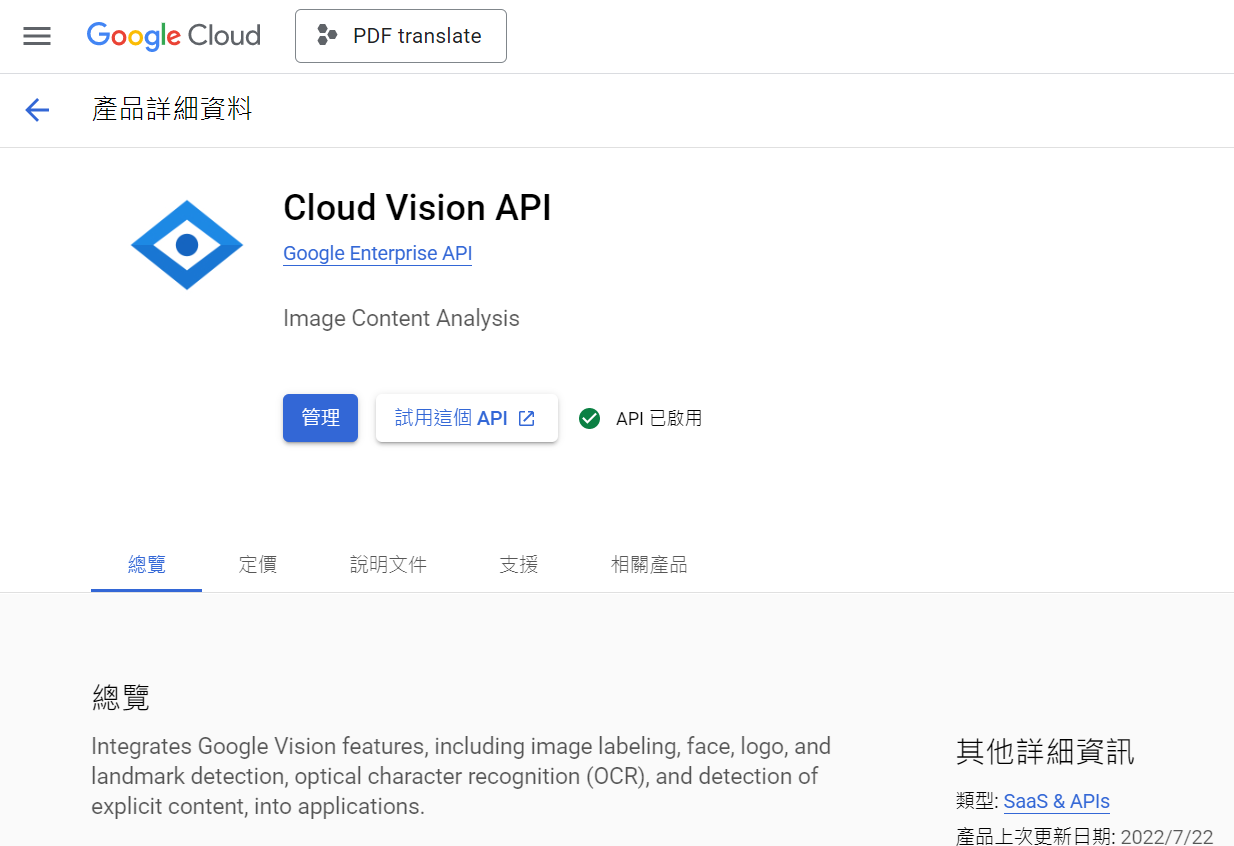 Google Cloud
PDF translate
產品詳細資料
Cloud Vision API
Google Enterprise API
Image Content Analysis
管理
試用這個 API
API 已啟用
總覽
定價
說明文件
支援
相關產品
總覽
Integrates Google Vision features, including image labeling, face, logo, and
landmark detection, optical character recognition (OCR), and detection of
explicit content, into applications.
其他詳細資訊
類型: SaaS & APIs
產品上次更新日期: 2022/7/22